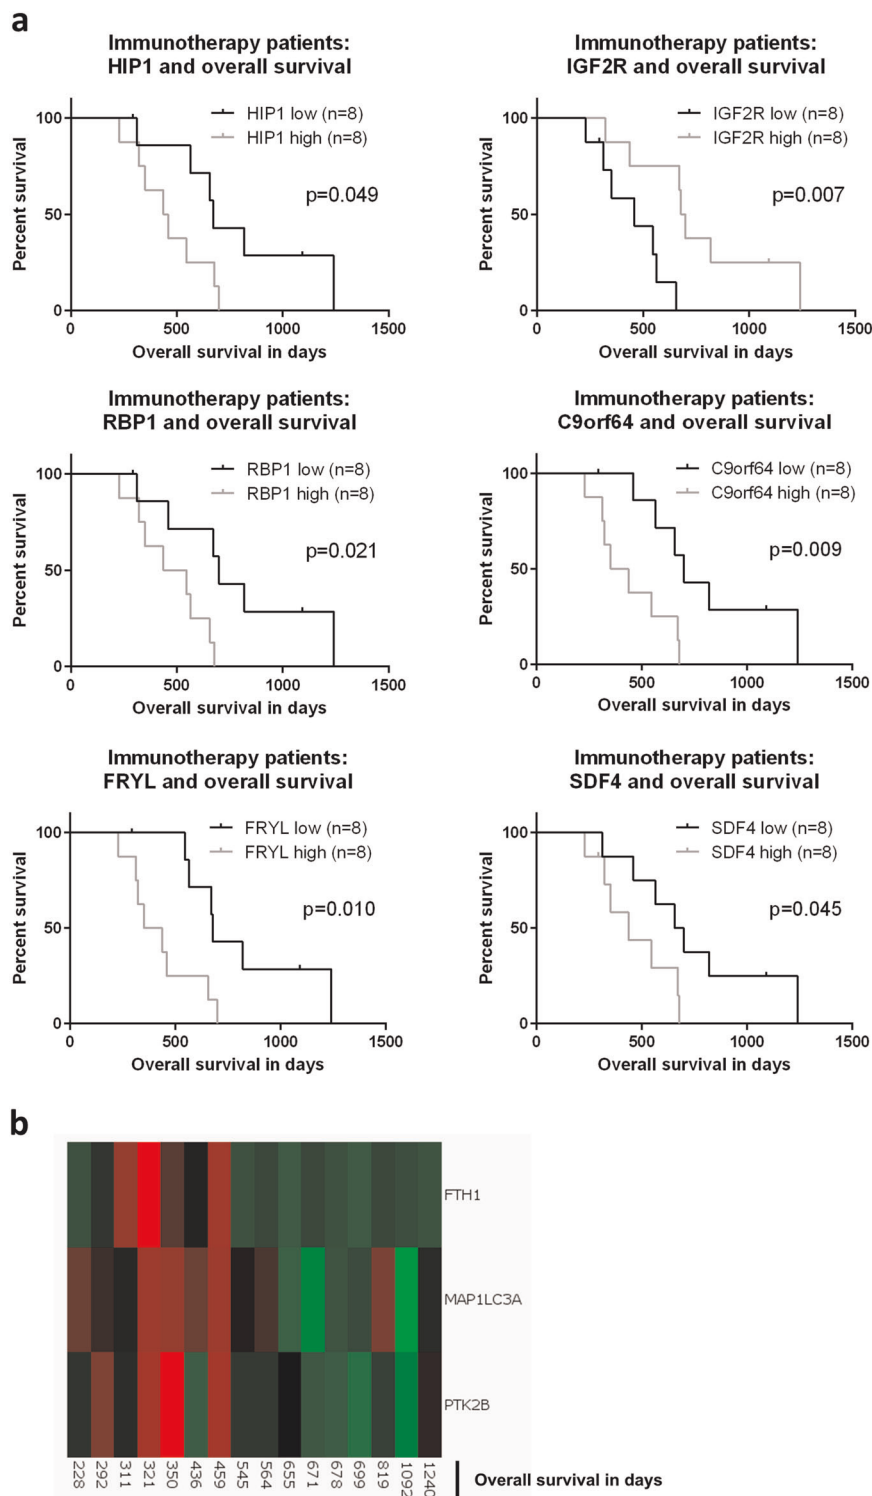 a
Immunotherapy patients:
HIP1 and overall survival
HIP1 low (n=8)
HIP1 high (n=8)
p=0.049
Percent survival
100
50
0
0 500 1000 1500
Overall survival in days
Immunotherapy patients:
IGF2R and overall survival
IGF2R low (n=8)
IGF2R high (n=8)
p=0.007
Percent survival
100
50
0
0 500 1000 1500
Overall survival in days
Immunotherapy patients:
RBP1 and overall survival
RBP1 low (n=8)
RBP1 high (n=8)
p=0.021
Percent survival
100
50
0
0 500 1000 1500
Overall survival in days
Immunotherapy patients:
C9orf64 and overall survival
C9orf64 low (n=8)
C9orf64 high (n=8)
p=0.009
Percent survival
100
50
0
0 500 1000 1500
Overall survival in days
Immunotherapy patients:
FRYL and overall survival
FRYL low (n=8)
FRYL high (n=8)
p=0.010
Percent survival
100
50
0
0 500 1000 1500
Overall survival in days
Immunotherapy patients:
SDF4 and overall survival
SDF4 low (n=8)
SDF4 high (n=8)
p=0.045
Percent survival
100
50
0
0 500 1000 1500
Overall survival in days
b
FTH1
MAP1LC3A
PTK2B
228 292 311 321 350 436 459 545 564 655 671 678 699 819 1092 1240
Overall survival in days